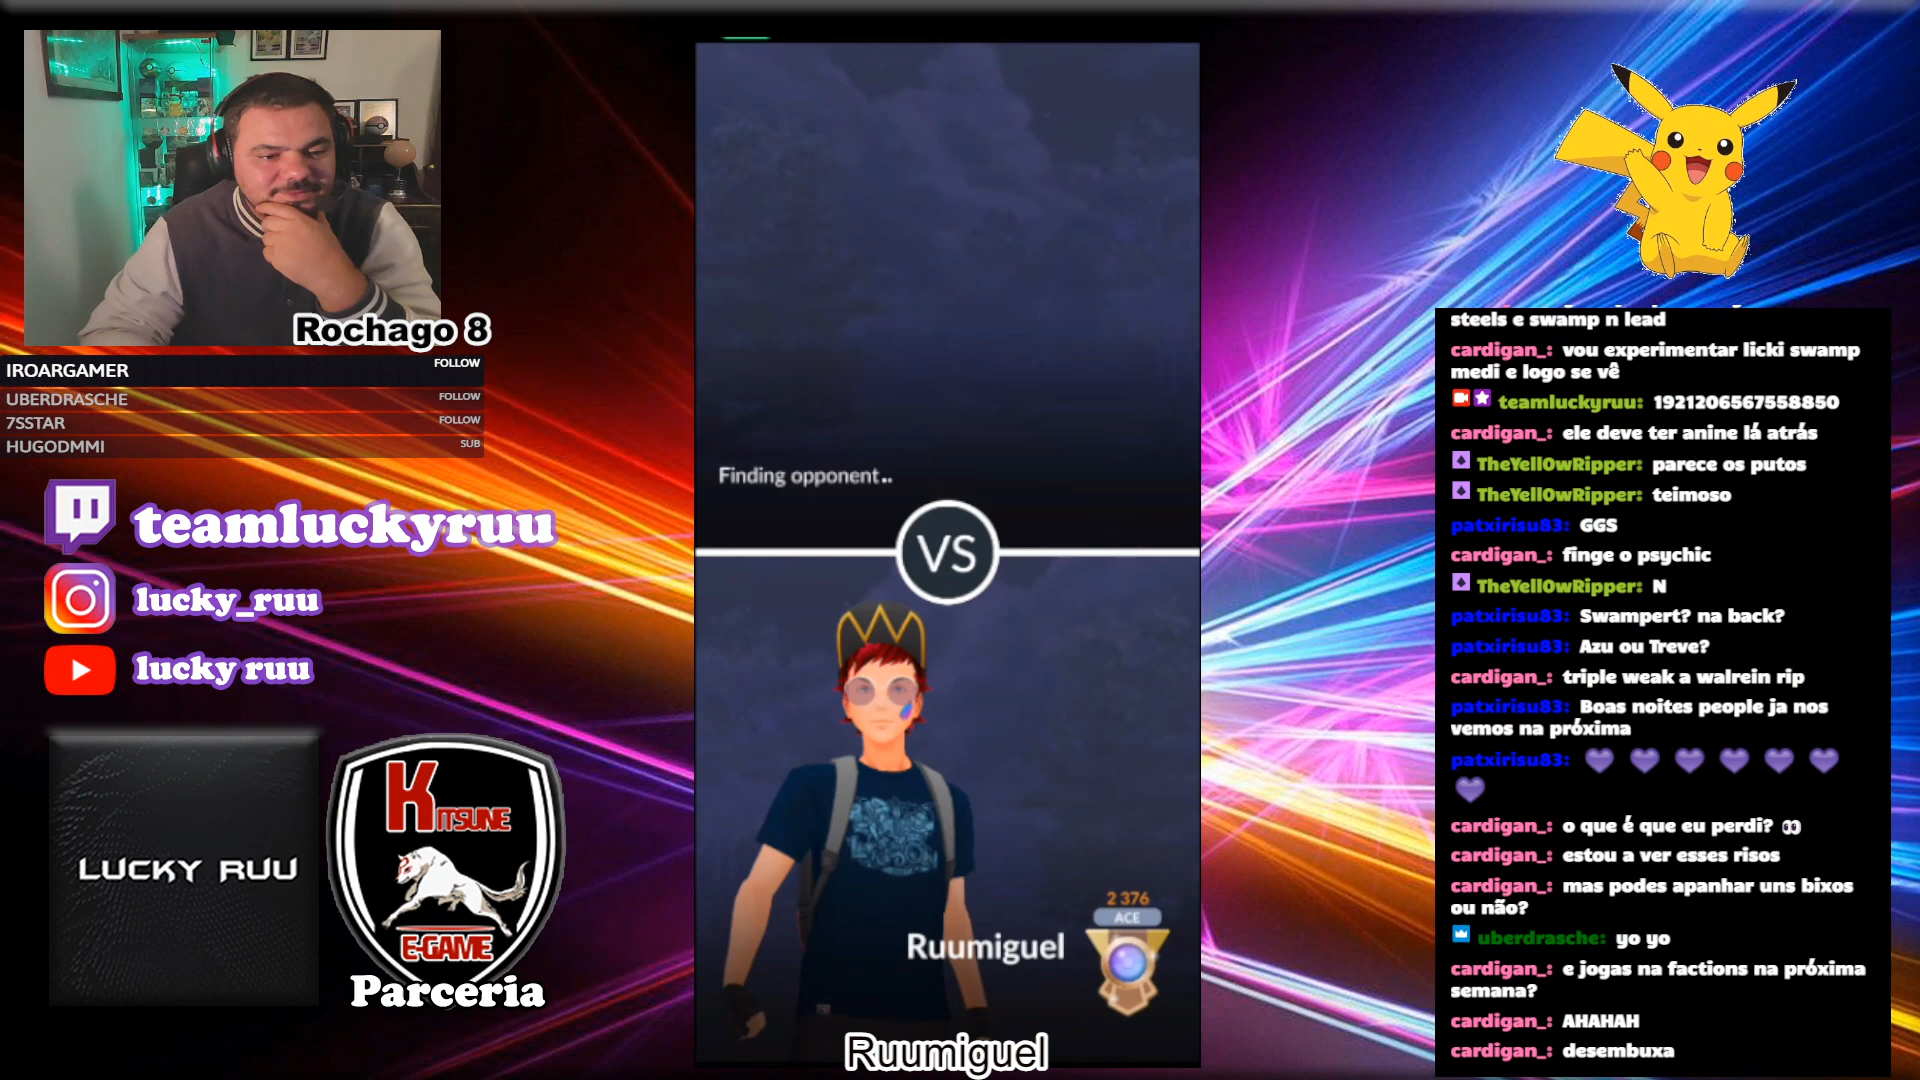 Rochago 8
IROARGAMER FOLLOW
UBERDRASCHE FOLLOW
7SSTAR FOLLOW
HUGODMMI SUB
teamluckyruu
lucky_ruu
lucky ruu
LUCKY RUU
KITSUNE
E-GAME
Parceria
Finding opponent..
VS
2 376
ACE
Ruumiguel
Ruumiguel
steels e swamp n lead
cardigan_: vou experimentar licki swamp
medi e logo se vê
teamluckyruu: 1921206567558850
cardigan_: ele deve ter anine lá atrás
TheYell0wRipper: parece os putos
TheYell0wRipper: teimoso
patxirisu83: GGS
cardigan_: finge o psychic
TheYell0wRipper: N
patxirisu83: Swampert? na back?
patxirisu83: Azu ou Treve?
cardigan_: triple weak a walrein rip
patxirisu83: Boas noites people ja nos
vemos na próxima
patxirisu83:
cardigan_: o que é que eu perdi?
cardigan_: estou a ver esses risos
cardigan_: mas podes apanhar uns bixos
ou não?
uberdrasche: yo yo
cardigan_: e jogas na factions na próxima
semana?
cardigan_: AHAHAH
cardigan_: desembuxa